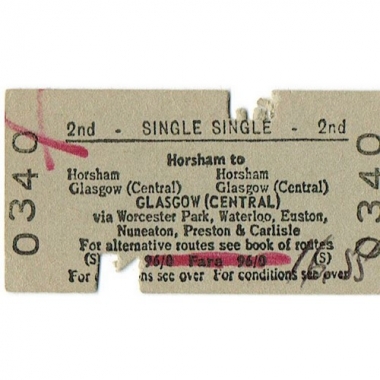 2nd - SINGLE SINGLE - 2nd
Horsham to
Horsham Horsham
Glasgow (Central) Glasgow (Central)
GLASGOW (CENTRAL)
via Worcester Park, Waterloo, Euston,
Nuneaton, Preston & Carlisle
For alternative routes see book of routes
(S) 96/0 Fare 96/0 (S)
For ns see over For conditions see over
0340
034